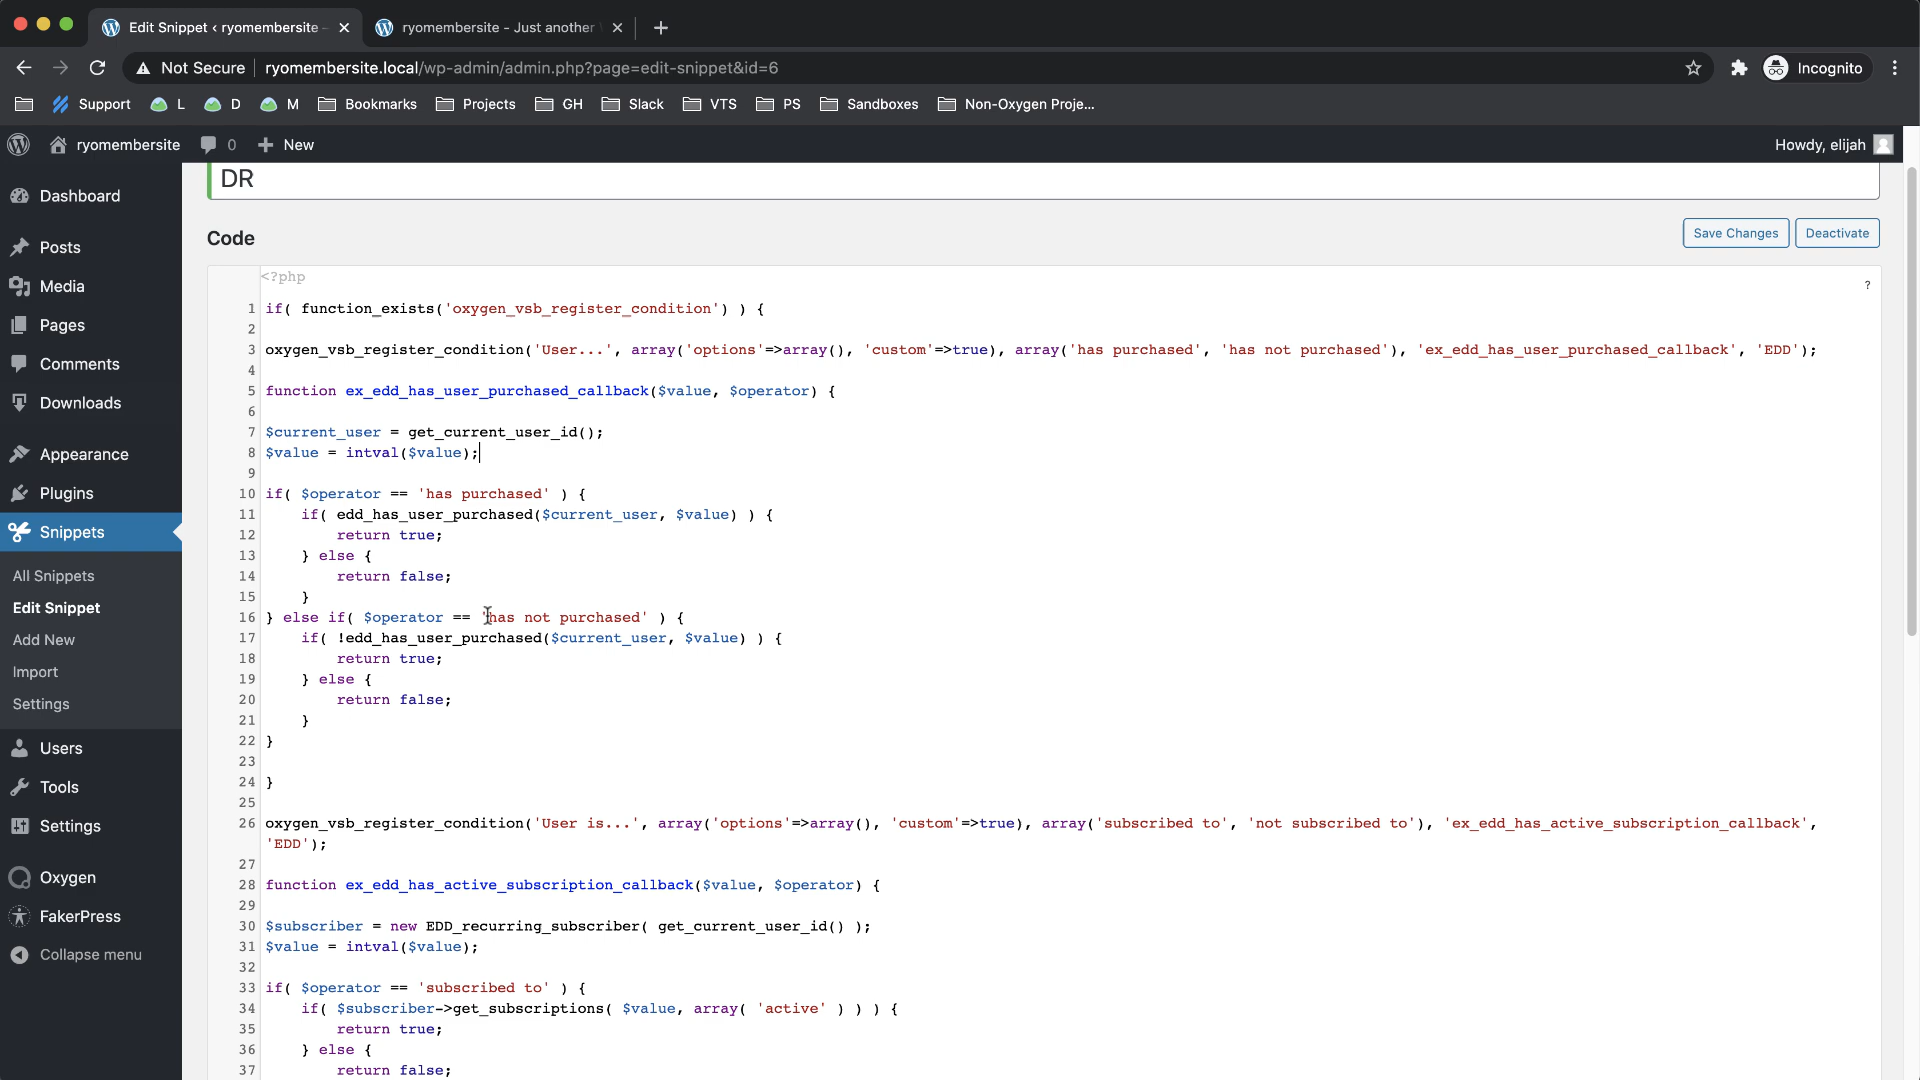 Edit Snippet < ryomembersite -
ryomembersite - Just another
Not Secure
ryomembersite.local/wp-admin/admin.php?page=edit-snippet&id=6
Incognito
Support
L
D
M
Bookmarks
Projects
GH
Slack
VTS
PS
Sandboxes
Non-Oxygen Proje...
ryomembersite
0
New
Howdy, elijah
Dashboard
Posts
Media
Pages
Comments
Downloads
Appearance
Plugins
Snippets
All Snippets
Edit Snippet
Add New
Import
Settings
Users
Tools
Settings
Oxygen
FakerPress
Collapse menu
DR
Code
Save Changes
Deactivate
<?php
?
1 if( function_exists('oxygen_vsb_register_condition') ) {
2
3 oxygen_vsb_register_condition('User...', array('options'=>array(), 'custom'=>true), array('has purchased', 'has not purchased'), 'ex_edd_has_user_purchased_callback', 'EDD');
4
5 function ex_edd_has_user_purchased_callback($value, $operator) {
6
7 $current_user = get_current_user_id();
8 $value = intval($value);
9
10 if( $operator == 'has purchased' ) {
11 if( edd_has_user_purchased($current_user, $value) ) {
12 return true;
13 } else {
14 return false;
15 }
16 } else if( $operator == 'has not purchased' ) {
17 if( !edd_has_user_purchased($current_user, $value) ) {
18 return true;
19 } else {
20 return false;
21 }
22 }
23
24 }
25
26 oxygen_vsb_register_condition('User is...', array('options'=>array(), 'custom'=>true), array('subscribed to', 'not subscribed to'), 'ex_edd_has_active_subscription_callback',
'EDD');
27
28 function ex_edd_has_active_subscription_callback($value, $operator) {
29
30 $subscriber = new EDD_recurring_subscriber( get_current_user_id() );
31 $value = intval($value);
32
33 if( $operator == 'subscribed to' ) {
34 if( $subscriber->get_subscriptions( $value, array( 'active' ) ) ) {
35 return true;
36 } else {
37 return false;